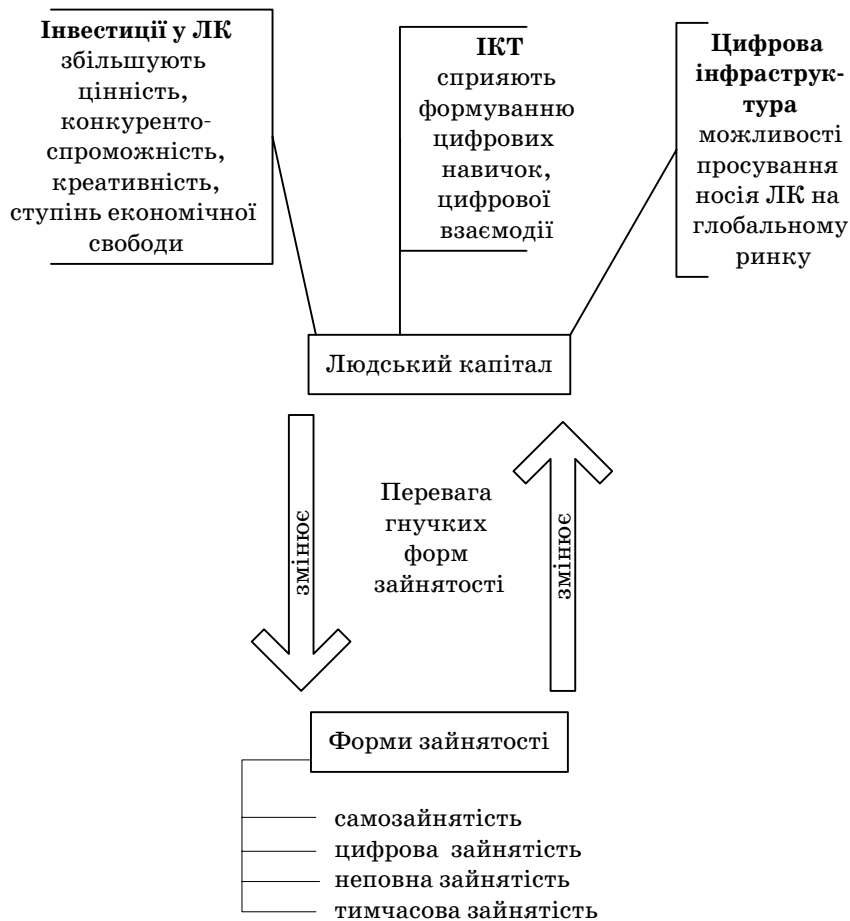 Інвестиції у ЛК
збільшують
цінність,
конкуренто-
спроможність,
креативність,
ступінь економічної
свободи
ІКТ
сприяють
формуванню
цифрових
навичок,
цифрової
взаємодії
Цифрова
інфраструк-
тура
можливості
просування
носія ЛК на
глобальному
ринку
Людський капітал
змінює
Перевага
гнучких
форм
зайнятості
змінює
Форми зайнятості
самозайнятість
цифрова зайнятість
неповна зайнятість
тимчасова зайнятість